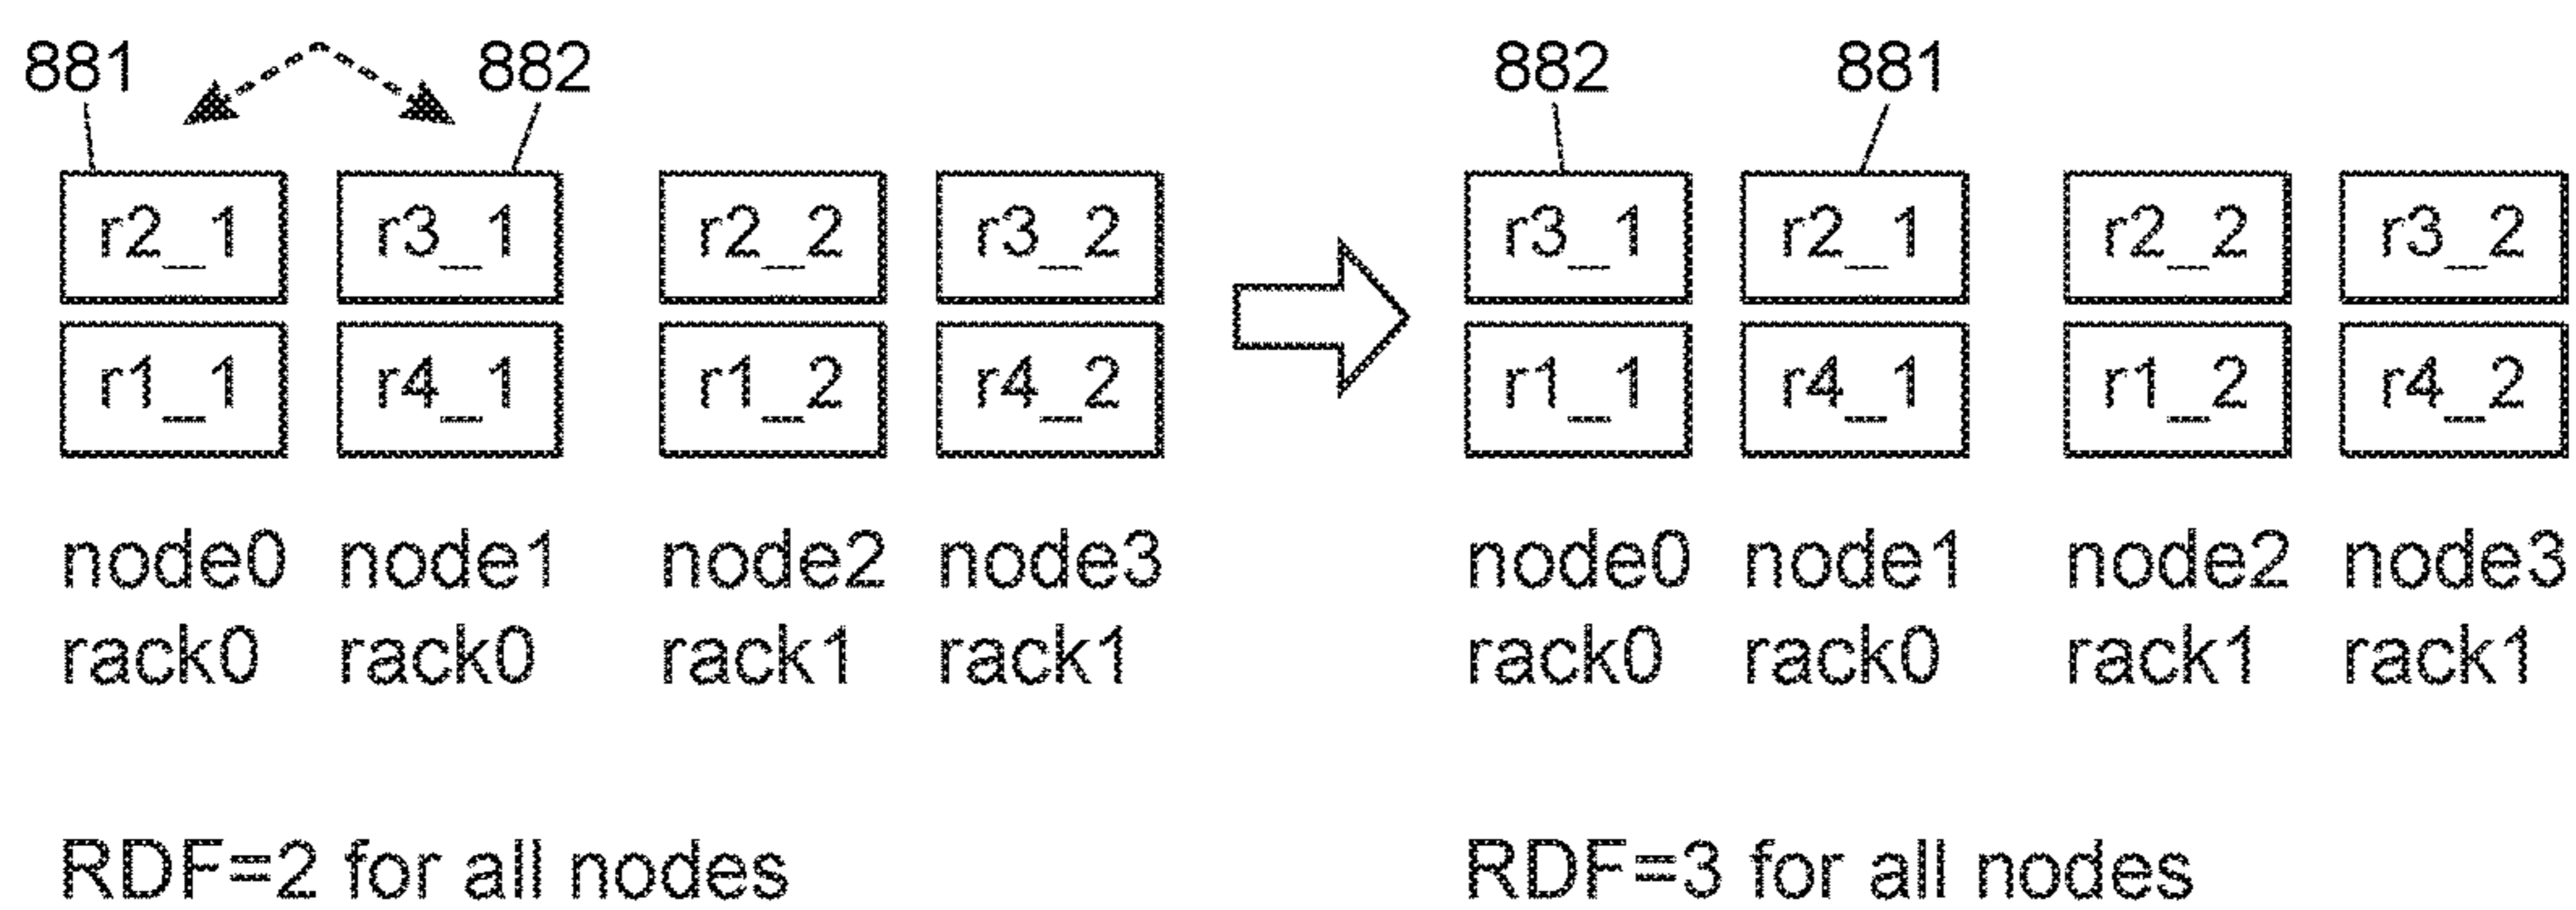 881 882 882 881
r2_1 r3_1 r2_2 r3_2 r3_1 r2_1 r2_2 r3_2
r1_1 r4_1 r1_2 r4_2 r1_1 r4_1 r1_2 r4_2
node0 node1 node2 node3 node0 node1 node2 node3
rack0 rack0 rack1 rack1 rack0 rack0 rack1 rack1
RDF=2 for all nodes RDF=3 for all nodes